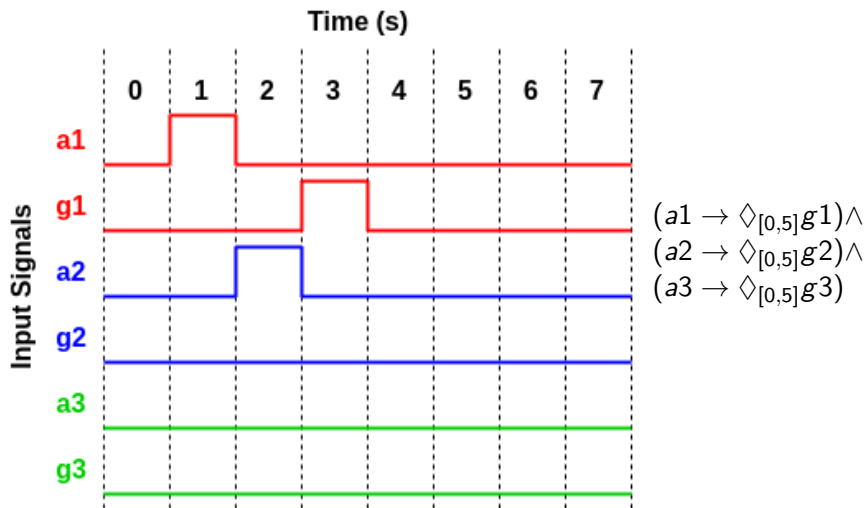 Time (s)
0 1 2 3 4 5 6 7
a1
g1
a2
g2
a3
g3
Input Signals
(a1 → ◊[0,5]g1)∧
(a2 → ◊[0,5]g2)∧
(a3 → ◊[0,5]g3)